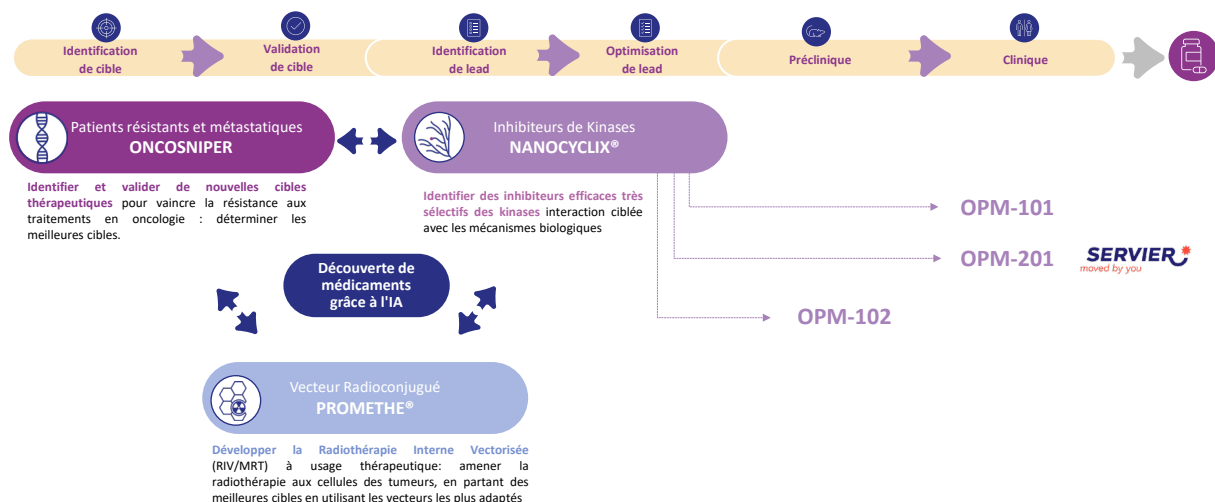 Identification
de cible
Validation
de cible
Identification
de lead
Optimisation
de lead
Préclinique
Clinique
Patients résistants et métastatiques
ONCOSNIPER
Inhibiteurs de Kinases
NANOCYCLIX®
Identifier et valider de nouvelles cibles
thérapeutiques pour vaincre la résistance aux
traitements en oncologie : déterminer les
meilleures cibles.
Identifier des inhibiteurs efficaces très
sélectifs des kinases interaction ciblée
avec les mécanismes biologiques
OPM-101
OPM-201
SERVIER
moved by you
OPM-102
Découverte de
médicaments
grâce à l'IA
Vecteur Radioconjugué
PROMETHE®
Développer la Radiothérapie Interne Vectorisée
(RIV/MRT) à usage thérapeutique: amener la
radiothérapie aux cellules des tumeurs, en partant des
meilleures cibles en utilisant les vecteurs les plus adaptés